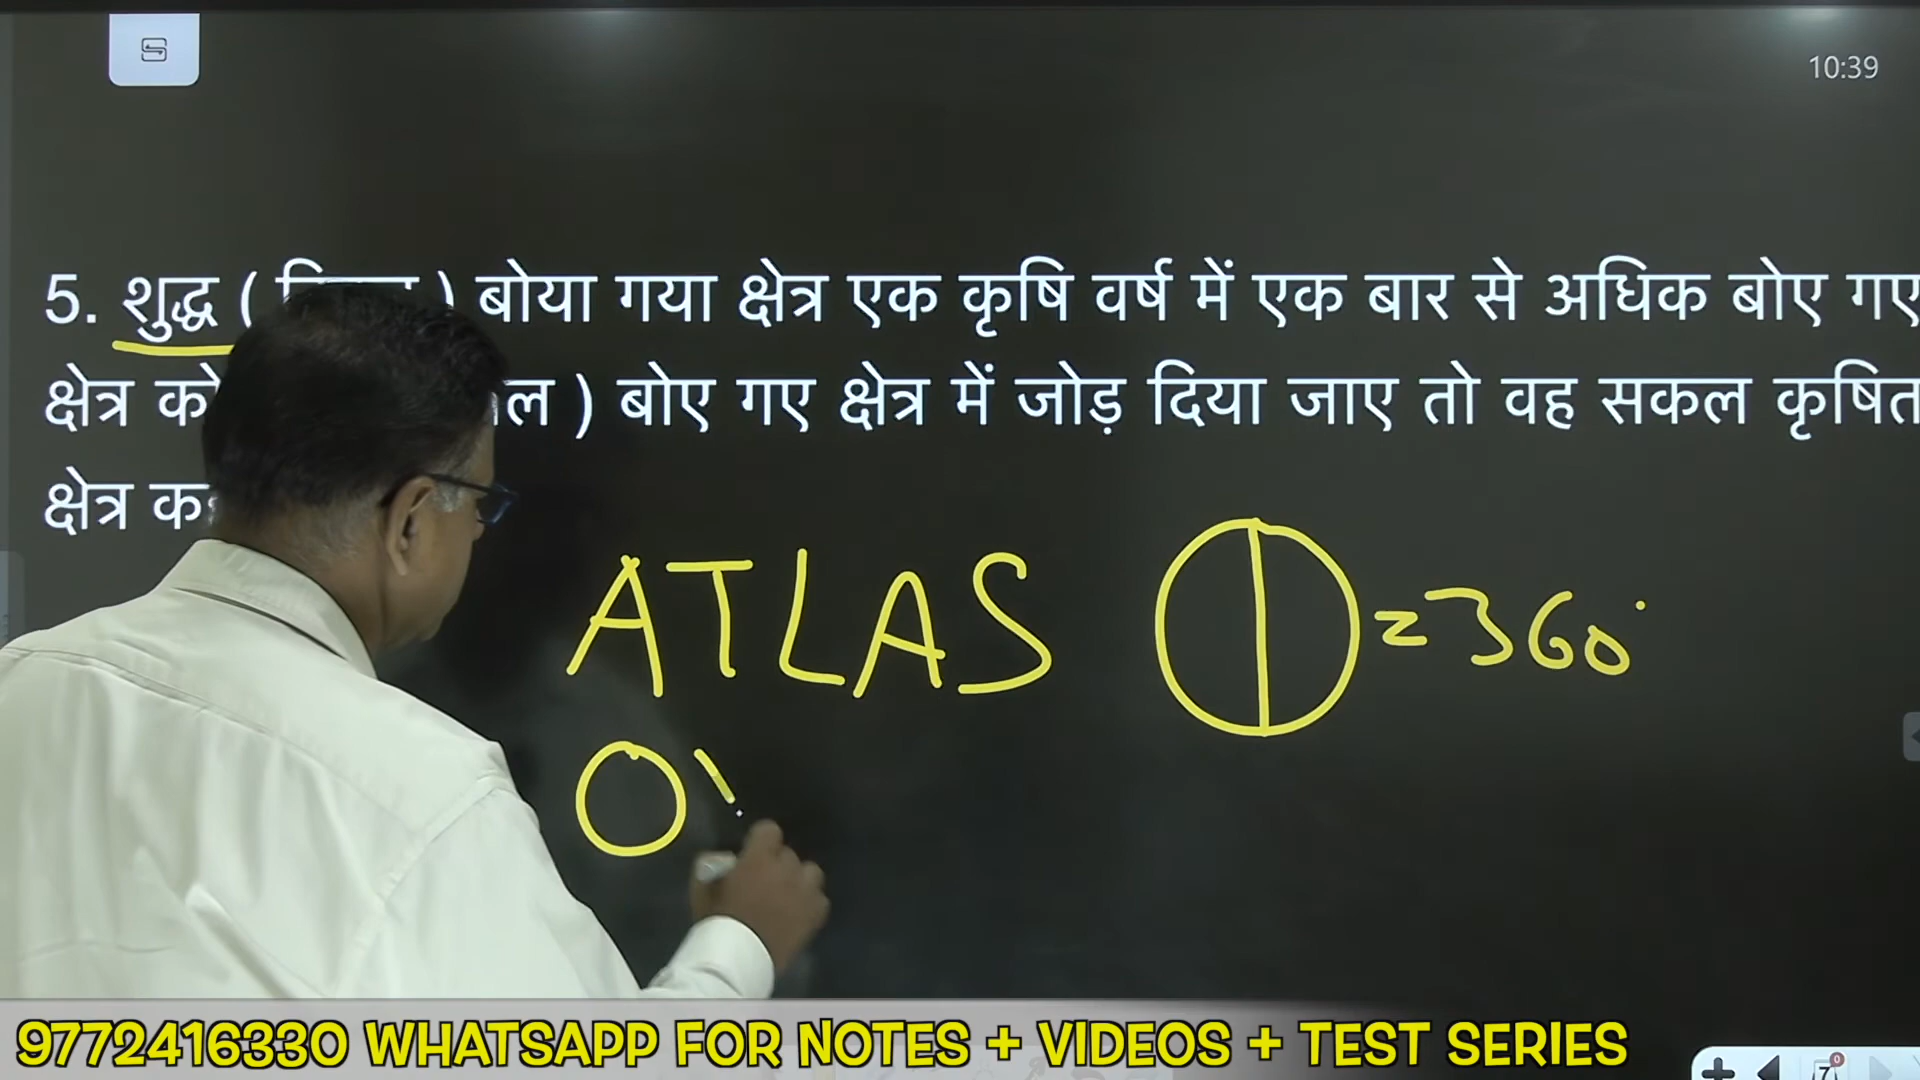 10:39
5. शुद्ध ( ) बोया गया क्षेत्र एक कृषि वर्ष में एक बार से अधिक बोए गए
क्षेत्र को ल ) बोए गए क्षेत्र में जोड़ दिया जाए तो वह सकल कृषित
क्षेत्र
ATLAS
= 360°
9772416330 WHATSAPP FOR NOTES + VIDEOS + TEST SERIES